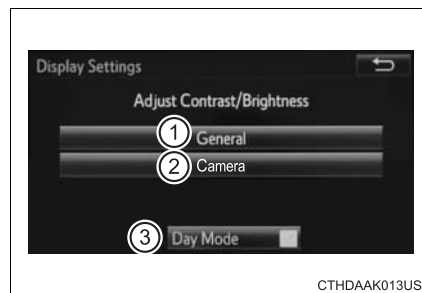 Display Settings
Adjust Contrast/Brightness
1 General
2 Camera
3 Day Mode
CTHDAAK013US